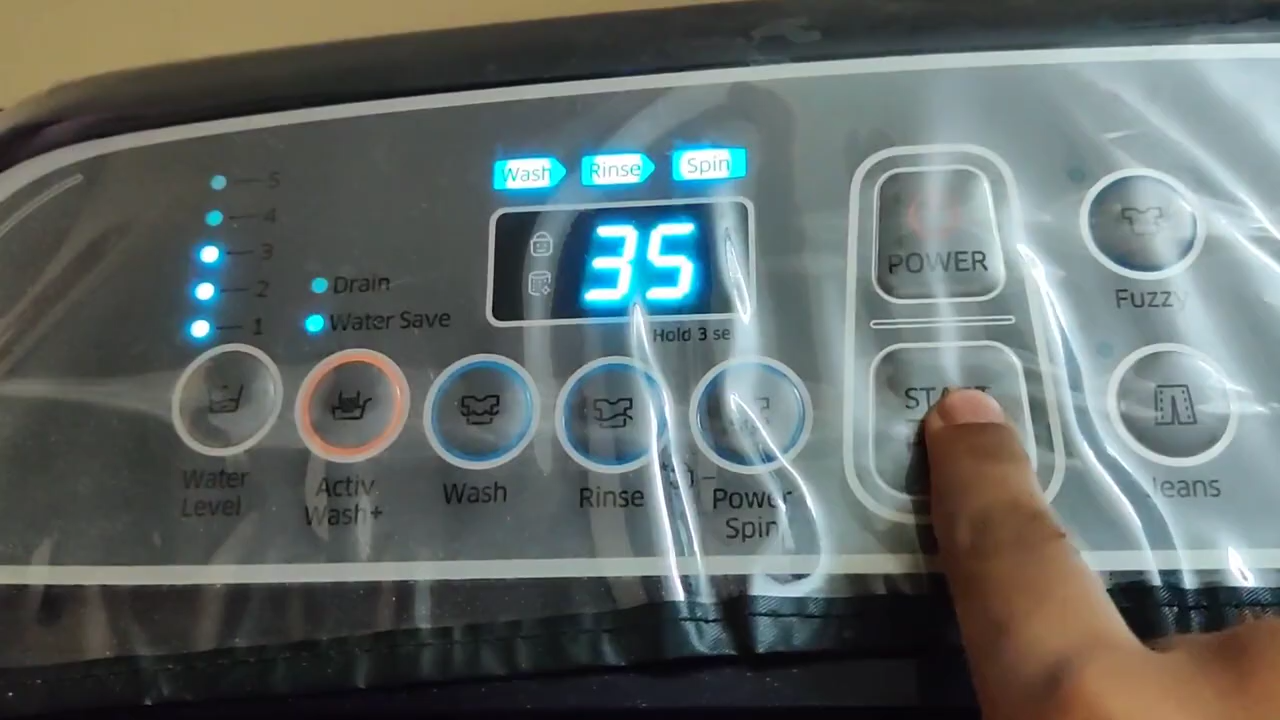 Wash
Rinse
Spin
5
4
3
2
1
Drain
Water Save
35
Hold 3 se
POWER
Fuzzy
Water
Level
Activ
Wash+
Wash
Rinse
Power
Spin
Jeans